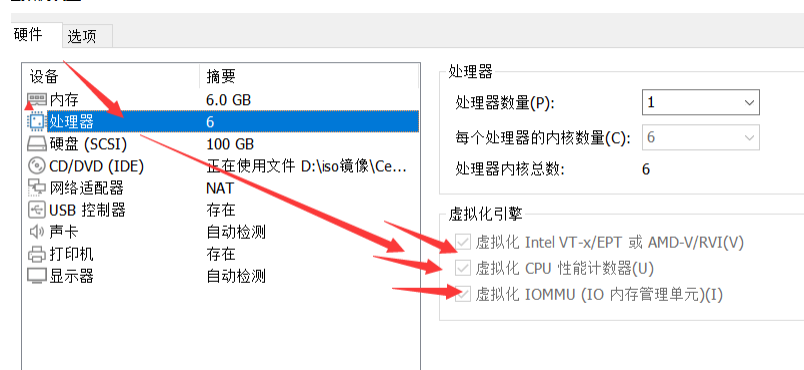 硬件 选项
设备 摘要
内存 6.0 GB
处理器 6
硬盘 (SCSI) 100 GB
CD/DVD (IDE) 正在使用文件 D:\iso镜像\Ce...
网络适配器 NAT
USB 控制器 存在
声卡 自动检测
打印机 存在
显示器 自动检测
处理器
处理器数量(P): 1
每个处理器的内核数量(C): 6
处理器内核总数: 6
虚拟化引擎
虚拟化 Intel VT-x/EPT 或 AMD-V/RVI(V)
虚拟化 CPU 性能计数器(U)
虚拟化 IOMMU (IO 内存管理单元)(I)